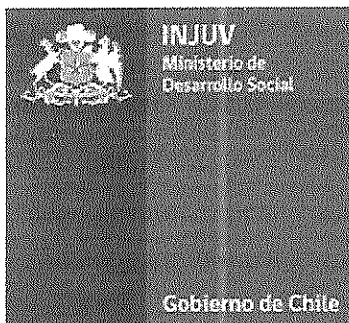 INJUV
Ministerio de
Desarrollo Social
Gobierno de Chile